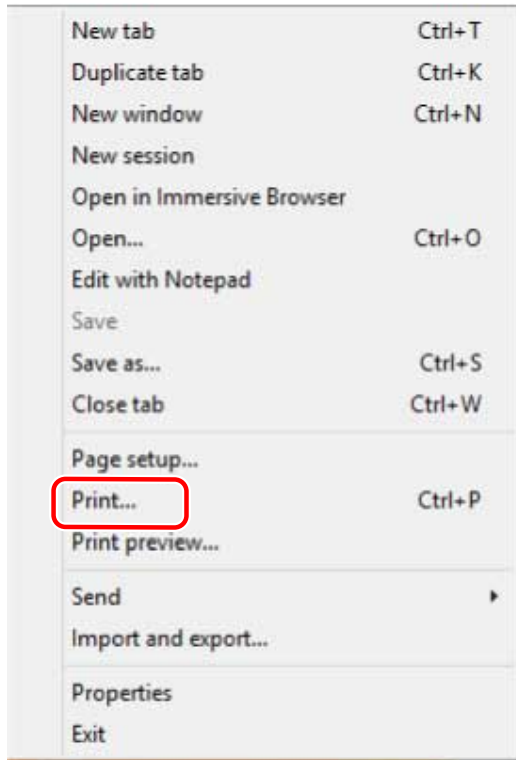 New tab Ctrl+T
Duplicate tab Ctrl+K
New window Ctrl+N
New session
Open in Immersive Browser
Open... Ctrl+O
Edit with Notepad
Save
Save as... Ctrl+S
Close tab Ctrl+W
Page setup...
Print... Ctrl+P
Print preview...
Send
Import and export...
Properties
Exit